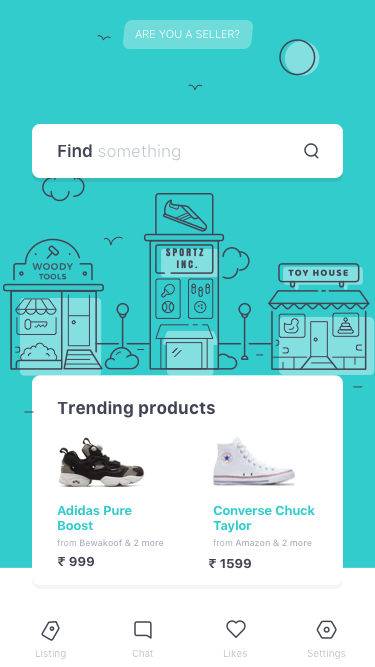 ARE YOU A SELLER?
Find something
WOODY
TOOLS
SPORTZ
INC.
TOY HOUSE
Trending products
Adidas Pure
Boost
from Bewakoof & 2 more
₹ 999
Converse Chuck
Taylor
from Amazon & 2 more
₹ 1599
Listing
Chat
Likes
Settings